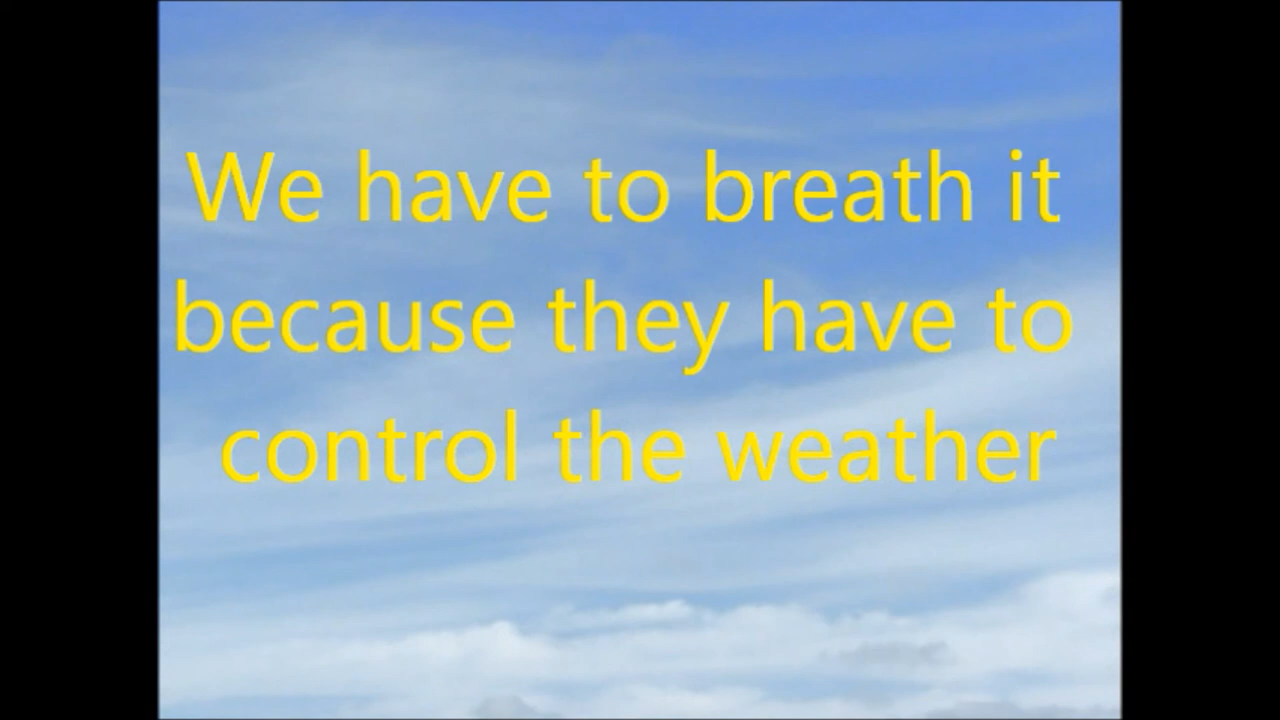 We have to breath it
because they have to
control the weather